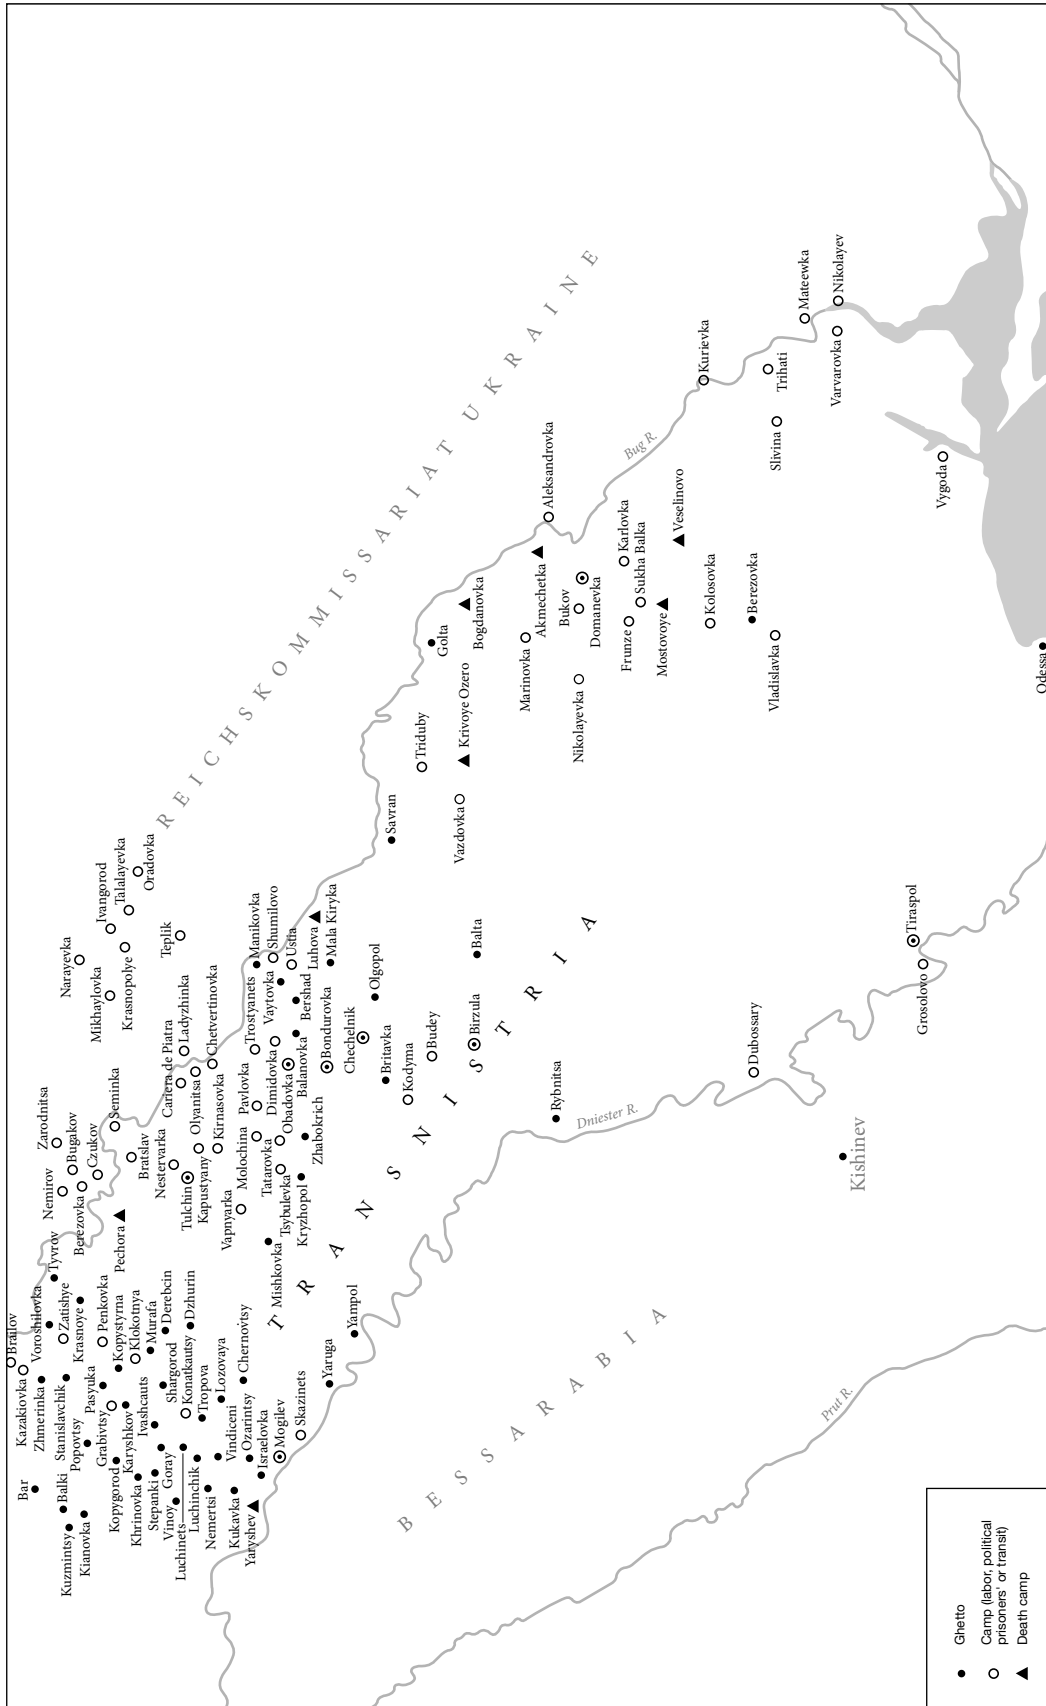 REICHSKOMMISSARIAT UKRAINE
TRANSNISTRIA
BESSARABIA
Bug R.
Dniester R.
Prut R.
Kishinev
Brailov
Kazakiovka
Zhmerinka
Voroshilovka
Tyvrov
Bar
Balki
Kuzmintsy
Kianovka
Stanislavchik
Popovtsy
Zatishye
Krasnoye
Pasyuka
Penkovka
Grabivtsy
Kopystyrna
Klokotnya
Kopygorod
Karyshkov
Murafa
Khrinovka
Ivashcauts
Derebcin
Stepanki
Goray
Shargorod
Dzhurin
Vinoy
Konatkautsy
Luchinets
Luchinchik
Tropova
Lozovaya
Nemertsi
Vindiceni
Chernovtsy
Kukavka
Ozarintsy
Yaryshev
Israelovka
Mogilev
Skazinets
Yaruga
Yampol
Nemirov
Zarodnitsa
Bugakov
Berezovka
Czukov
Seminka
Pechora
Bratslav
Nestervarka
Tulchin
Kapustyany
Cariera de Piatra
Olyanitsa
Ladyzhinka
Kirnasovka
Chetvertinovka
Vapnyarka
Molochina
Pavlovka
Trostyanets
Tatarovka
Dimidovka
Tsybulevka
Obadovka
Mishkovka
Kryzhopol
Zhabokrich
Balanovka
Bondurovka
Vaytovka
Bershad
Manikovka
Shumilovo
Ustia
Luhova
Mala Kiryka
Chechelnik
Olgopol
Britavka
Kodyma
Budey
Birzula
Balta
Rybnitsa
Narayevka
Mikhaylovka
Ivangorod
Krasnopolye
Talalayevka
Oradovka
Teplik
Savran
Triduby
Vazdovka
Krivoye Ozero
Golta
Bogdanovka
Marinovka
Akmechetka
Aleksandrovka
Bukov
Domanevka
Nikolayevka
Frunze
Karlovka
Sukha Balka
Mostovoye
Veselinovo
Kolosovka
Berezovka
Vladislavka
Kurievka
Trihati
Slivina
Mateewka
Varvarovka
Nikolayev
Vygoda
Odessa
Dubossary
Grosolovo
Tiraspol
Ghetto
Camp (labor, political
prisoners' or transit)
Death camp